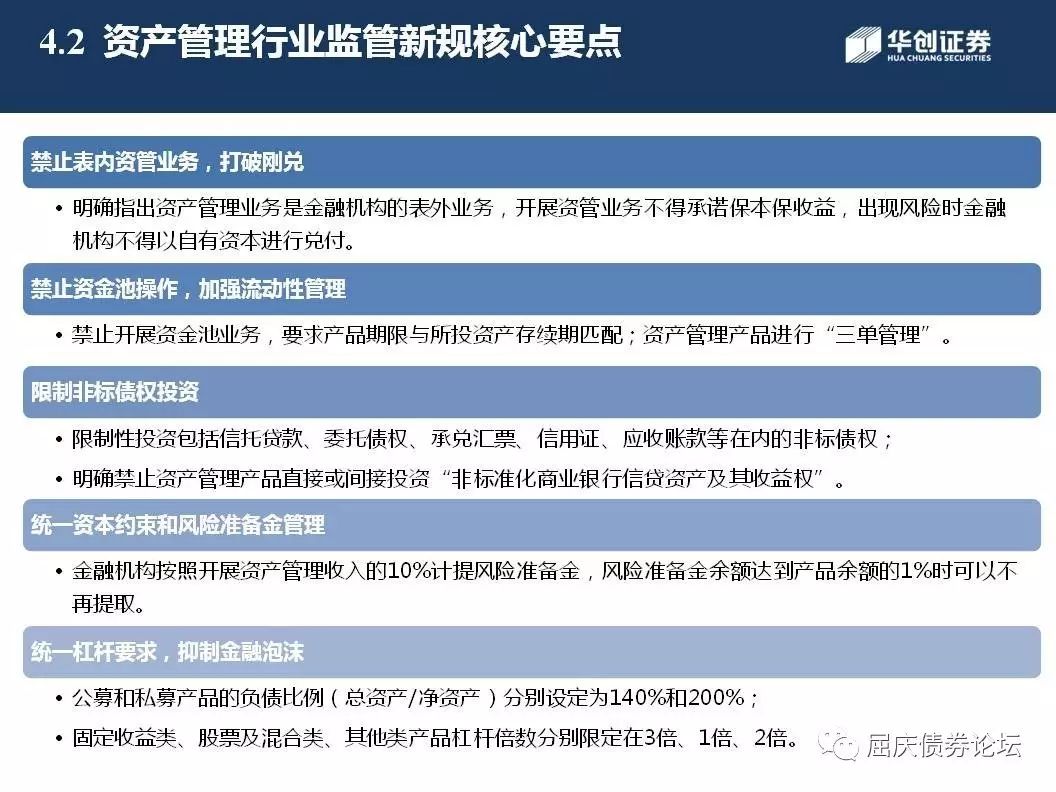 4.2 资产管理行业监管新规核心要点
华创证券
HUA CHUANG SECURITIES
禁止表内资管业务，打破刚兑
• 明确指出资产管理业务是金融机构的表外业务，开展资管业务不得承诺保本保收益，出现风险时金融
机构不得以自有资本进行兑付。
禁止资金池操作，加强流动性管理
• 禁止开展资金池业务，要求产品期限与所投资产存续期匹配；资产管理产品进行“三单管理”。
限制非标债权投资
• 限制性投资包括信托贷款、委托债权、承兑汇票、信用证、应收账款等在内的非标债权；
• 明确禁止资产管理产品直接或间接投资“非标准化商业银行信贷资产及其收益权”。
统一资本约束和风险准备金管理
• 金融机构按照开展资产管理收入的10%计提风险准备金，风险准备金余额达到产品余额的1%时可以不
再提取。
统一杠杆要求，抑制金融泡沫
• 公募和私募产品的负债比例（总资产/净资产）分别设定为140%和200%；
• 固定收益类、股票及混合类、其他类产品杠杆倍数分别限定在3倍、1倍、2倍。
屈庆债券论坛